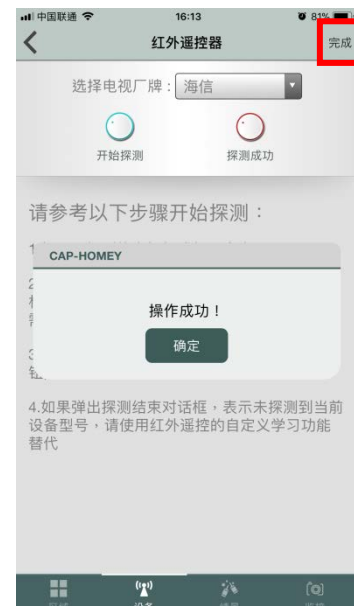 中国联通 16:13 81%
红外遥控器 完成
选择电视厂牌： 海信
开始探测 探测成功
请参考以下步骤开始探测：
CAP-HOMEY
操作成功！
确定
4.如果弹出探测结束对话框，表示未探测到当前
设备型号，请使用红外遥控的自定义学习功能
替代